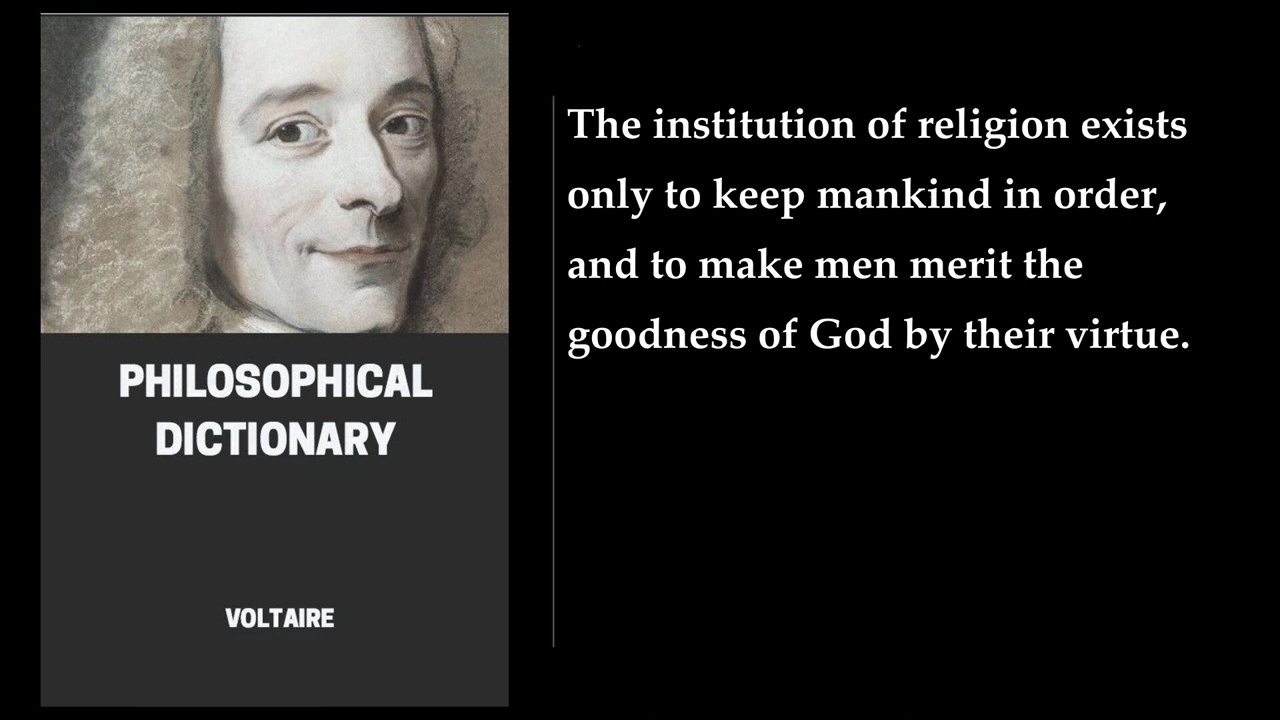 PHILOSOPHICAL
DICTIONARY
VOLTAIRE
The institution of religion exists
only to keep mankind in order,
and to make men merit the
goodness of God by their virtue.